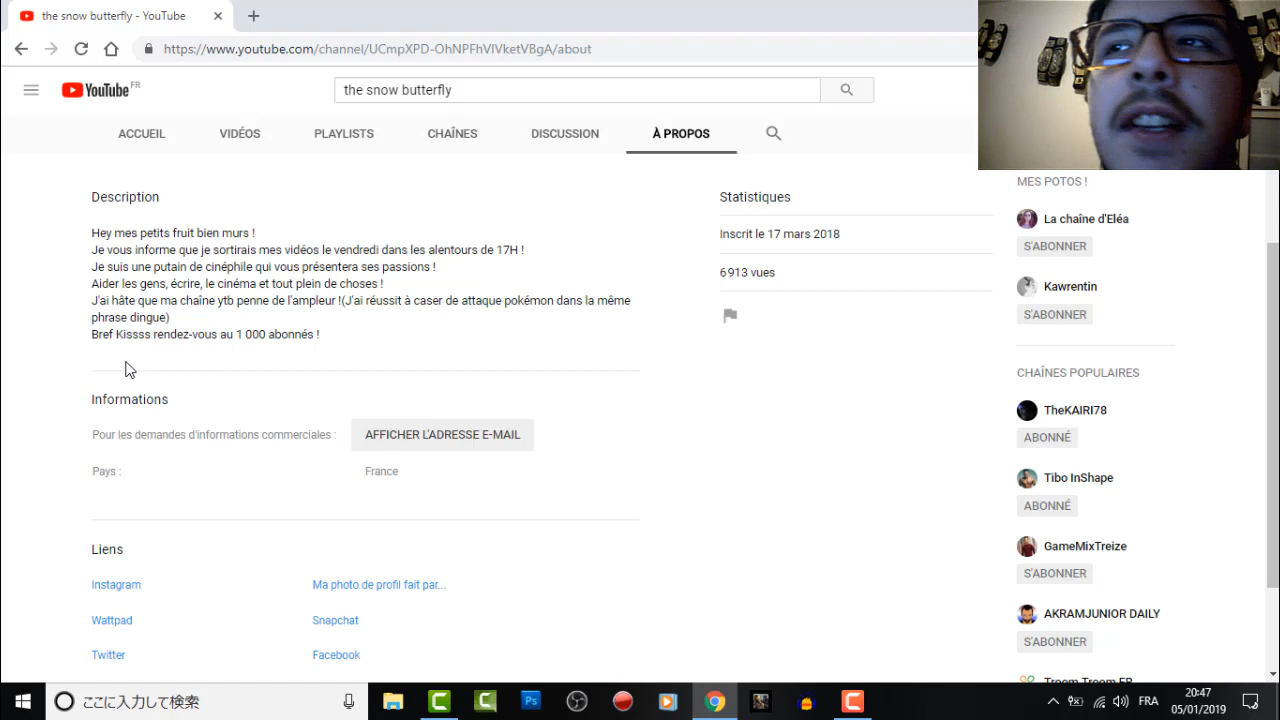 the snow butterfly - YouTube
https://www.youtube.com/channel/UCmpXPD-OhNPFhVIVketVBgA/about
YouTube FR
the snow butterfly
ACCUEIL VIDÉOS PLAYLISTS CHAÎNES DISCUSSION À PROPOS
Description
Hey mes petits fruit bien murs !
Je vous informe que je sortirais mes vidéos le vendredi dans les alentours de 17H !
Je suis une putain de cinéphile qui vous présentera ses passions !
Aider les gens, écrire, le cinéma et tout plein de choses !
J'ai hâte que ma chaîne ytb penne de l'ampleur !(J'ai réussit à caser de attaque pokémon dans la même
phrase dingue)
Bref Kissss rendez-vous au 1 000 abonnés !
Informations
Pour les demandes d'informations commerciales : AFFICHER L'ADRESSE E-MAIL
Pays : France
Liens
Instagram Ma photo de profil fait par...
Wattpad Snapchat
Twitter Facebook
Statistiques
Inscrit le 17 mars 2018
6 913 vues
MES POTOS !
La chaîne d'Eléa
S'ABONNER
Kawrentin
S'ABONNER
CHAÎNES POPULAIRES
TheKAIRI78
ABONNÉ
Tibo InShape
ABONNÉ
GameMixTreize
S'ABONNER
AKRAMJUNIOR DAILY
S'ABONNER
Troom Troom FR
ここに入力して検索
Ps
FRA
20:47
05/01/2019